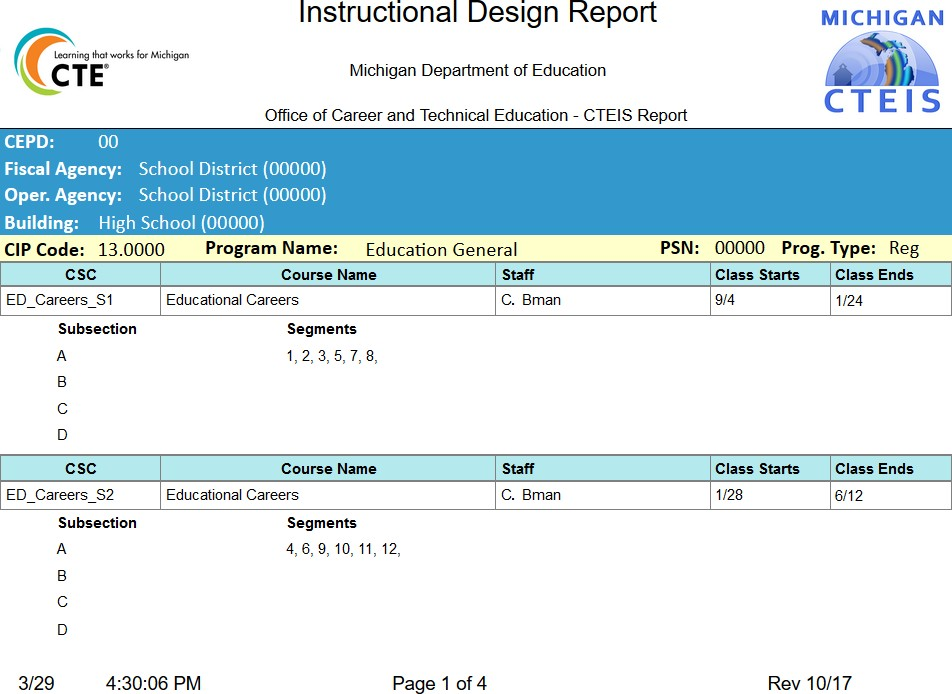 Instructional Design Report
MICHIGAN
Learning that works for Michigan
CTE®
Michigan Department of Education
CTEIS
Office of Career and Technical Education - CTEIS Report
CEPD: 00
Fiscal Agency: School District (00000)
Oper. Agency: School District (00000)
Building: High School (00000)
CIP Code: 13.0000 Program Name: Education General PSN: 00000 Prog. Type: Reg
CSC Course Name Staff Class Starts Class Ends
ED_Careers_S1 Educational Careers C. Bman 9/4 1/24
Subsection Segments
A 1, 2, 3, 5, 7, 8,
B
C
D
CSC Course Name Staff Class Starts Class Ends
ED_Careers_S2 Educational Careers C. Bman 1/28 6/12
Subsection Segments
A 4, 6, 9, 10, 11, 12,
B
C
D
3/29 4:30:06 PM Page 1 of 4 Rev 10/17